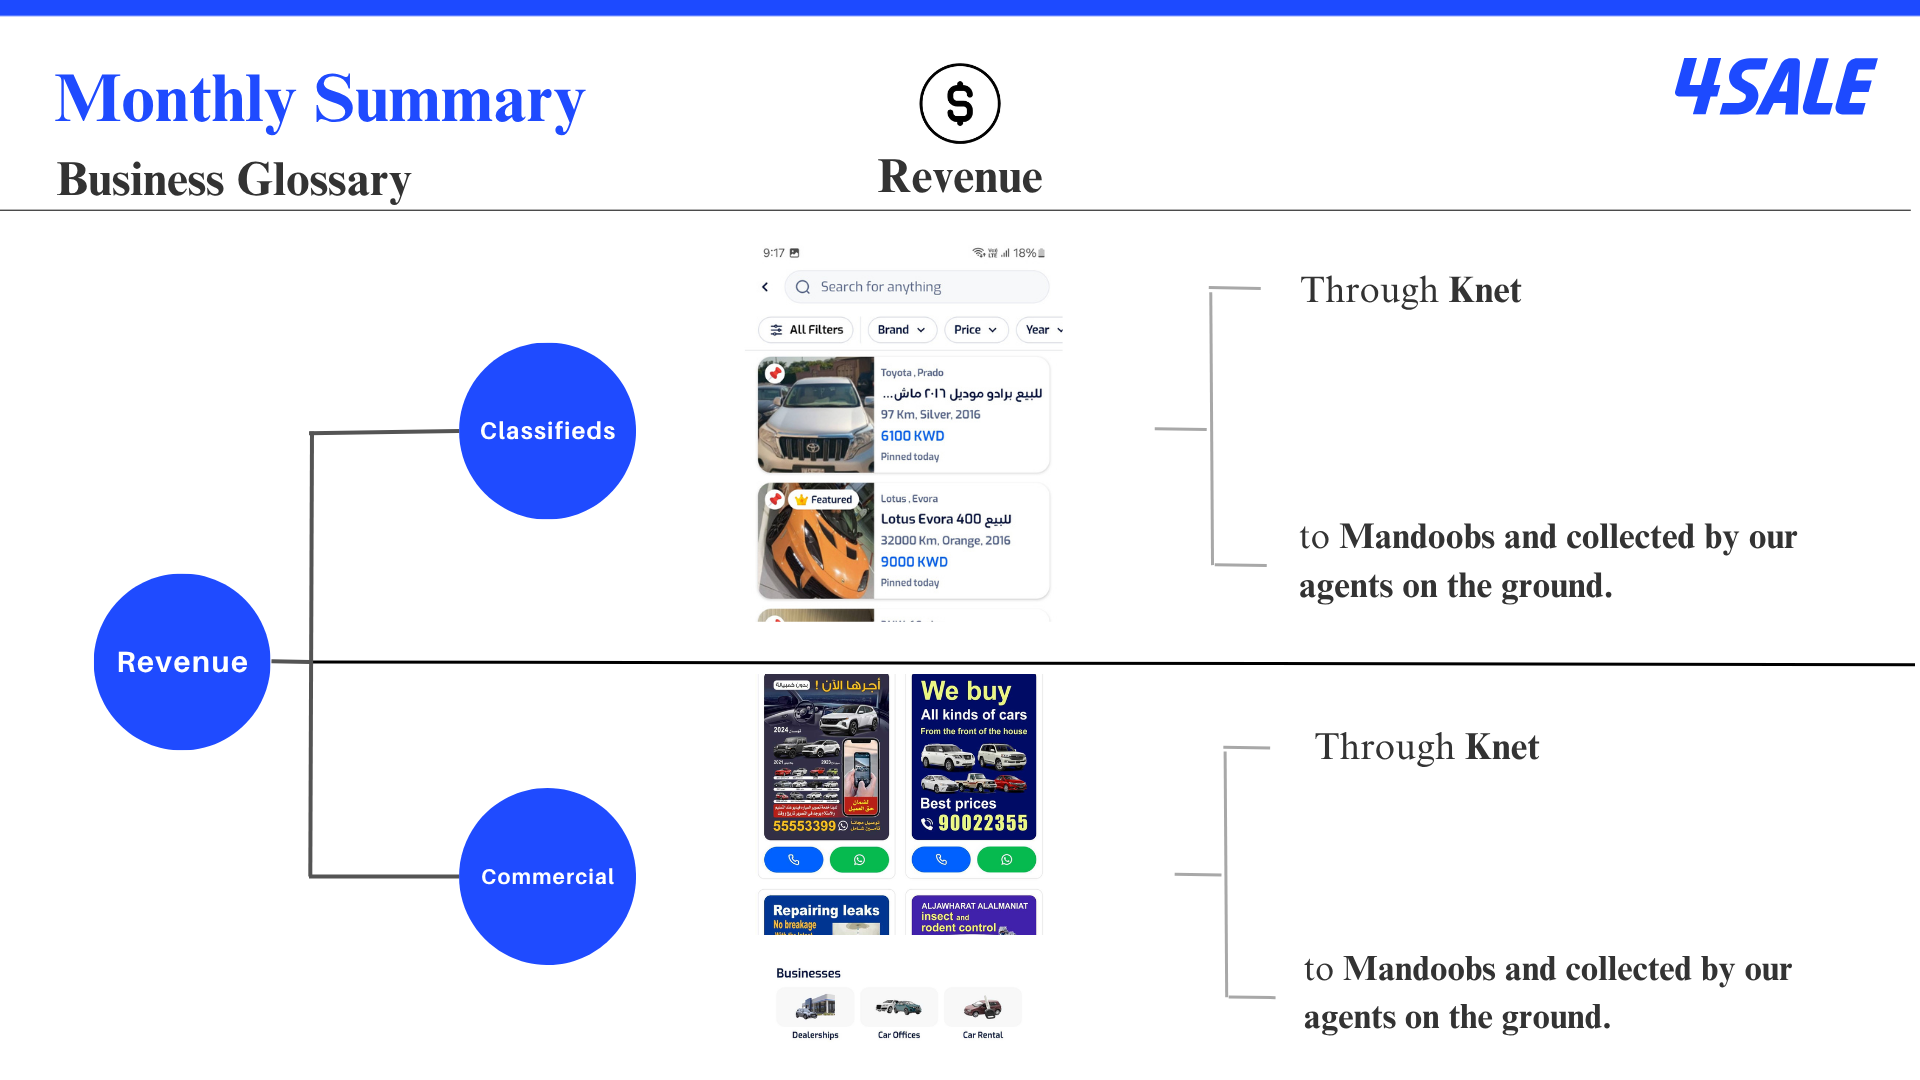 Monthly Summary
Business Glossary
$
Revenue
4SALE
9:17
18%
Search for anything
All Filters
Brand
Price
Year
Toyota , Prado
للبيع برادو موديل ٢٠١٦ ماش...
97 Km, Silver, 2016
6100 KWD
Pinned today
Featured
Lotus , Evora
Lotus Evora 400 للبيع
32000 Km, Orange, 2016
9000 KWD
Pinned today
Through Knet
to Mandoobs and collected by our
agents on the ground.
Classifieds
Revenue
Commercial
أجرها الآن !
بدون كمبيالة
2024
2021
2023
55553399
We buy
All kinds of cars
From the front of the house
Best prices
90022355
Repairing leaks
No breakage
ALJAWHARAT ALALMANIAT
insect and
rodent control
Businesses
Dealerships
Car Offices
Car Rental
Through Knet
to Mandoobs and collected by our
agents on the ground.